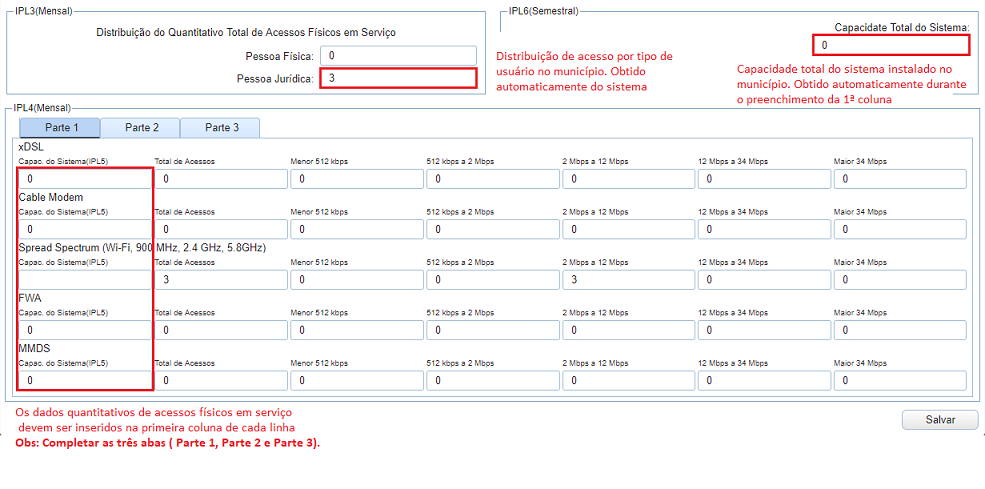 IPL3(Mensal)
Distribuição do Quantitativo Total de Acessos Físicos em Serviço
Pessoa Física: 0
Pessoa Jurídica: 3
IPL6(Semestral)
Capacidate Total do Sistema:
0
Distribuição de acesso por tipo de
usuário no município. Obtido
automaticamente do sistema
Capacidade total do sistema instalado no
município. Obtido automaticamente durante
o preenchimento da 1ª coluna
IPL4(Mensal)
Parte 1 Parte 2 Parte 3
xDSL
Capac. do Sistema(IPL5) Total de Acessos Menor 512 kbps 512 kbps a 2 Mbps 2 Mbps a 12 Mbps 12 Mbps a 34 Mbps Maior 34 Mbps
0 0 0 0 0 0 0
Cable Modem
Capac. do Sistema(IPL5) Total de Acessos Menor 512 kbps 512 kbps a 2 Mbps 2 Mbps a 12 Mbps 12 Mbps a 34 Mbps Maior 34 Mbps
0 0 0 0 0 0 0
Spread Spectrum (Wi-Fi, 900 MHz, 2.4 GHz, 5.8GHz)
Capac. do Sistema(IPL5) Total de Acessos Menor 512 kbps 512 kbps a 2 Mbps 2 Mbps a 12 Mbps 12 Mbps a 34 Mbps Maior 34 Mbps
3 0 0 3 0 0
FWA
Capac. do Sistema(IPL5) Total de Acessos Menor 512 kbps 512 kbps a 2 Mbps 2 Mbps a 12 Mbps 12 Mbps a 34 Mbps Maior 34 Mbps
0 0 0 0 0 0 0
MMDS
Capac. do Sistema(IPL5) Total de Acessos Menor 512 kbps 512 kbps a 2 Mbps 2 Mbps a 12 Mbps 12 Mbps a 34 Mbps Maior 34 Mbps
0 0 0 0 0 0 0
Os dados quantitativos de acessos físicos em serviço
devem ser inseridos na primeira coluna de cada linha
Obs: Completar as três abas ( Parte 1, Parte 2 e Parte 3).
Salvar